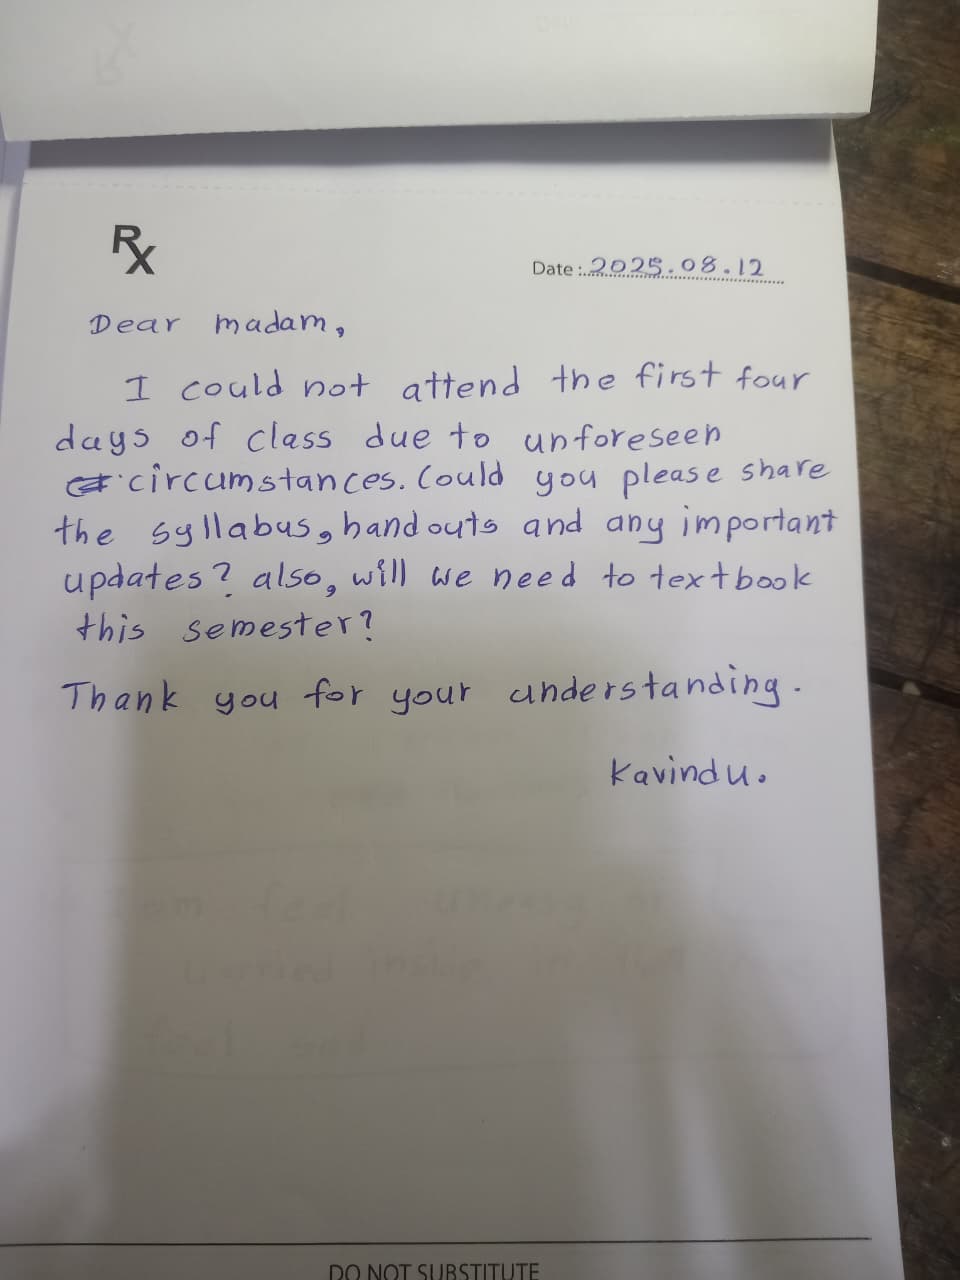 Rx
Date: 2025.08.12
Dear madam,
I could not attend the first four
days of class due to unforeseen
circumstances. Could you please share
the syllabus, handouts and any important
updates? also, will we need to textbook
this semester?
Thank you for your understanding.
Kavindu.
DO NOT SUBSTITUTE